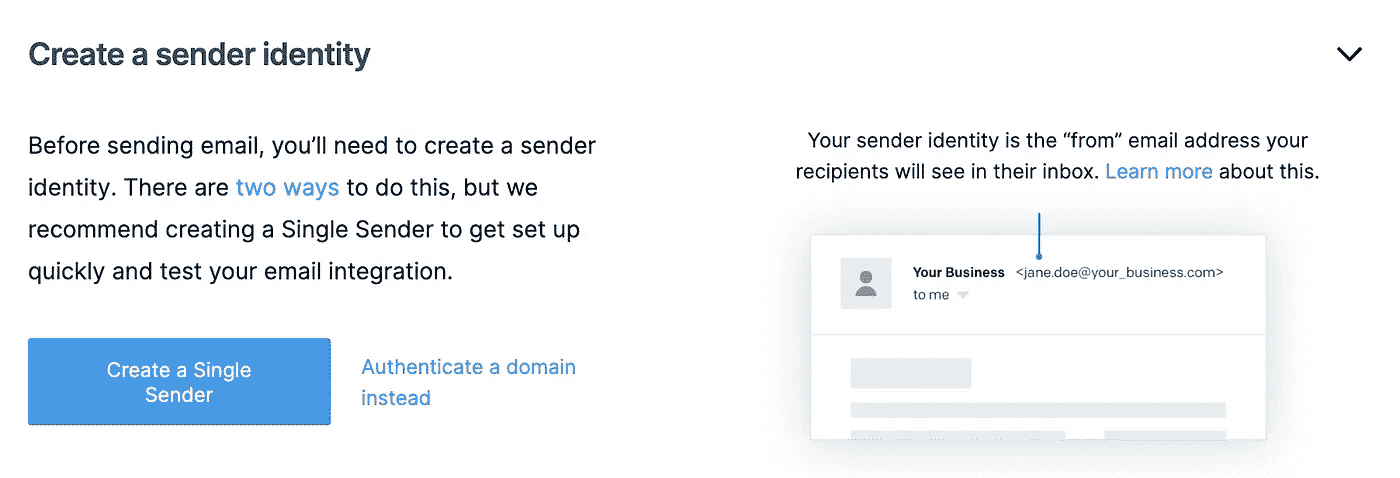 Create a sender identity
Before sending email, you’ll need to create a sender
identity. There are two ways to do this, but we
recommend creating a Single Sender to get set up
quickly and test your email integration.
Create a Single
Sender
Authenticate a domain
instead
Your sender identity is the “from” email address your
recipients will see in their inbox. Learn more about this.
Your Business <jane.doe@your_business.com>
to me